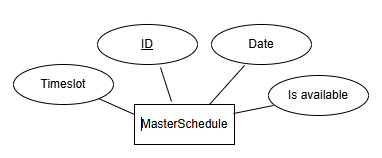 ID
Date
Timeslot
Is available
MasterSchedule